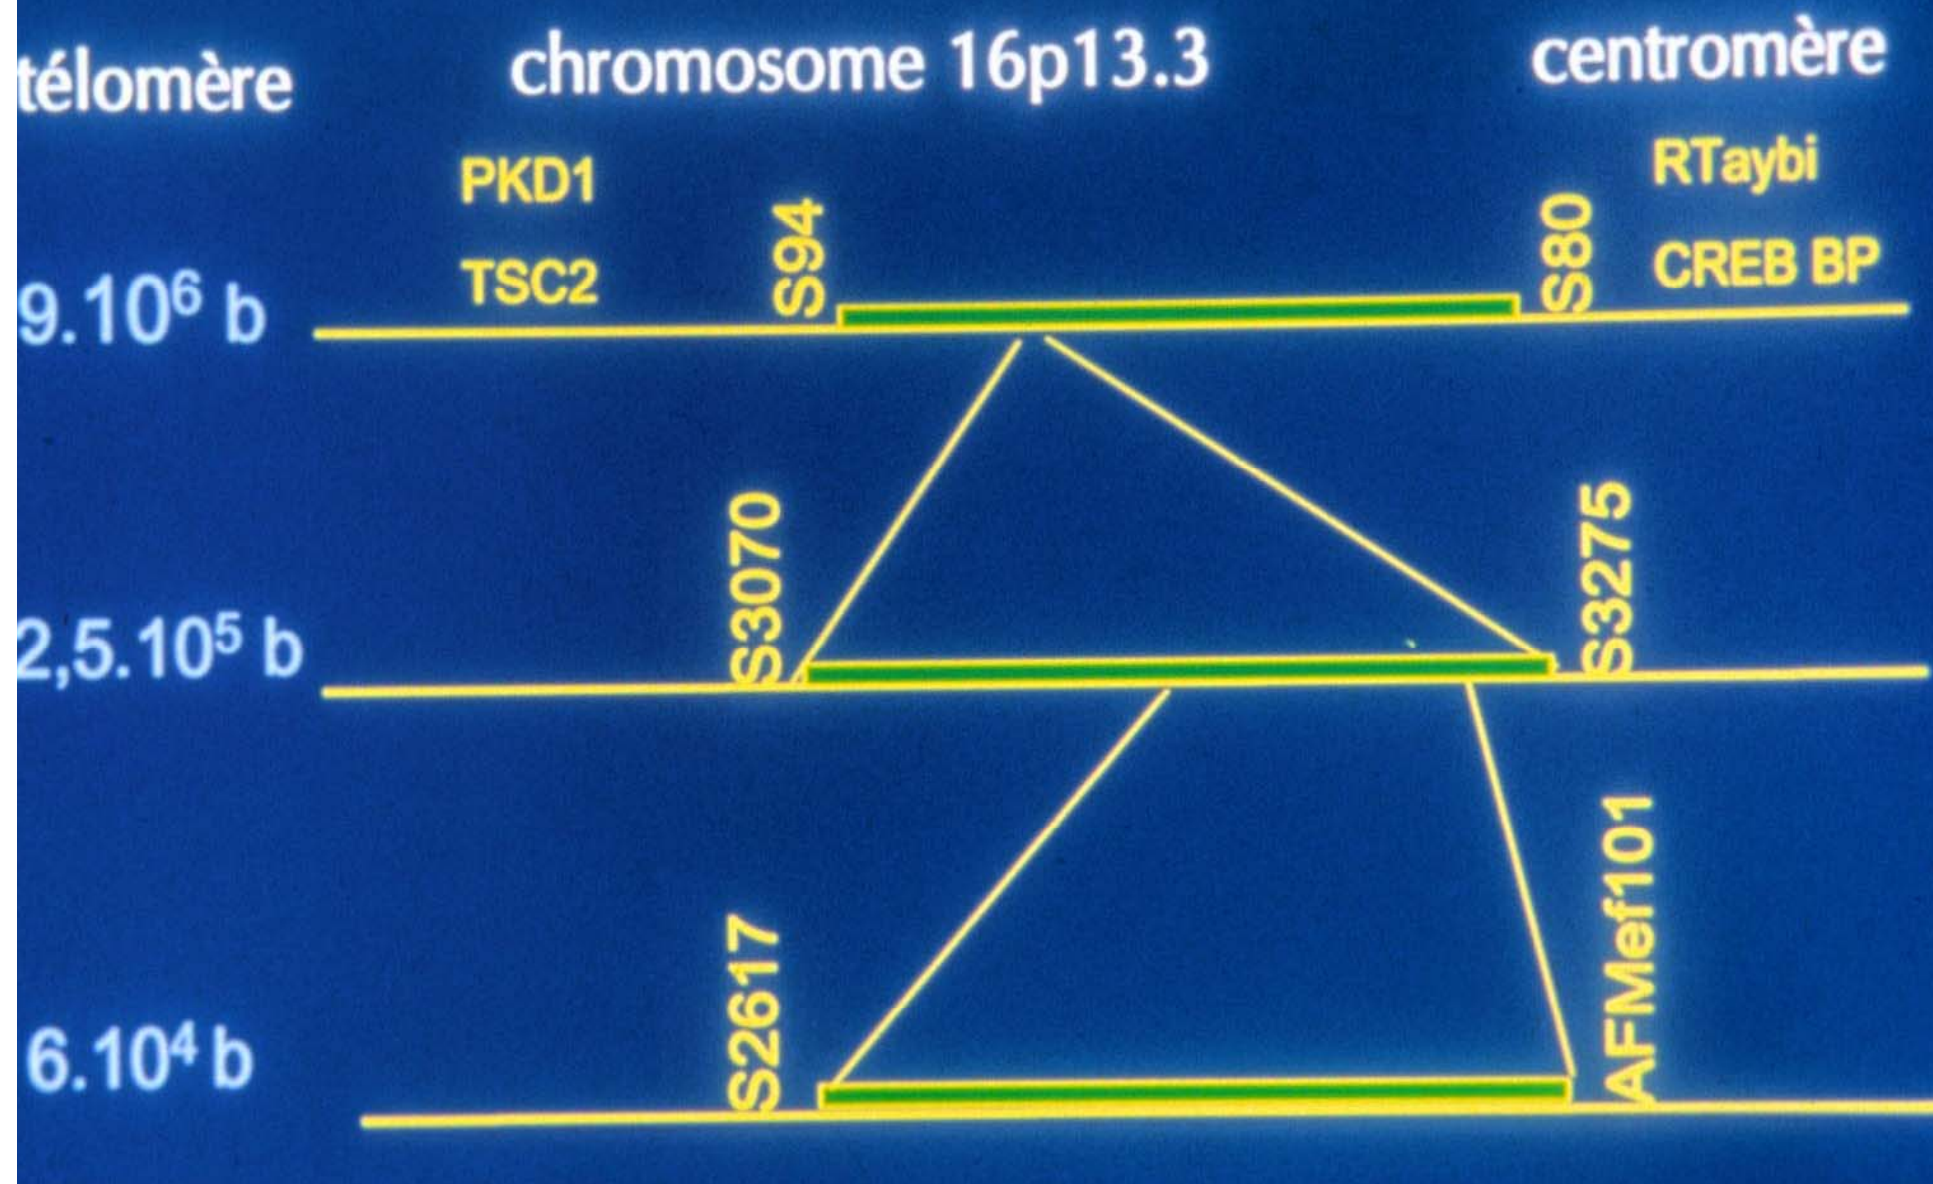 télomère
chromosome 16p13.3
centromère
PKD1
TSC2
S94
S80
RTaybi
CREB BP
9.10⁶ b
S3070
S3275
2,5.10⁵ b
S2617
AFMef101
6.10⁴ b